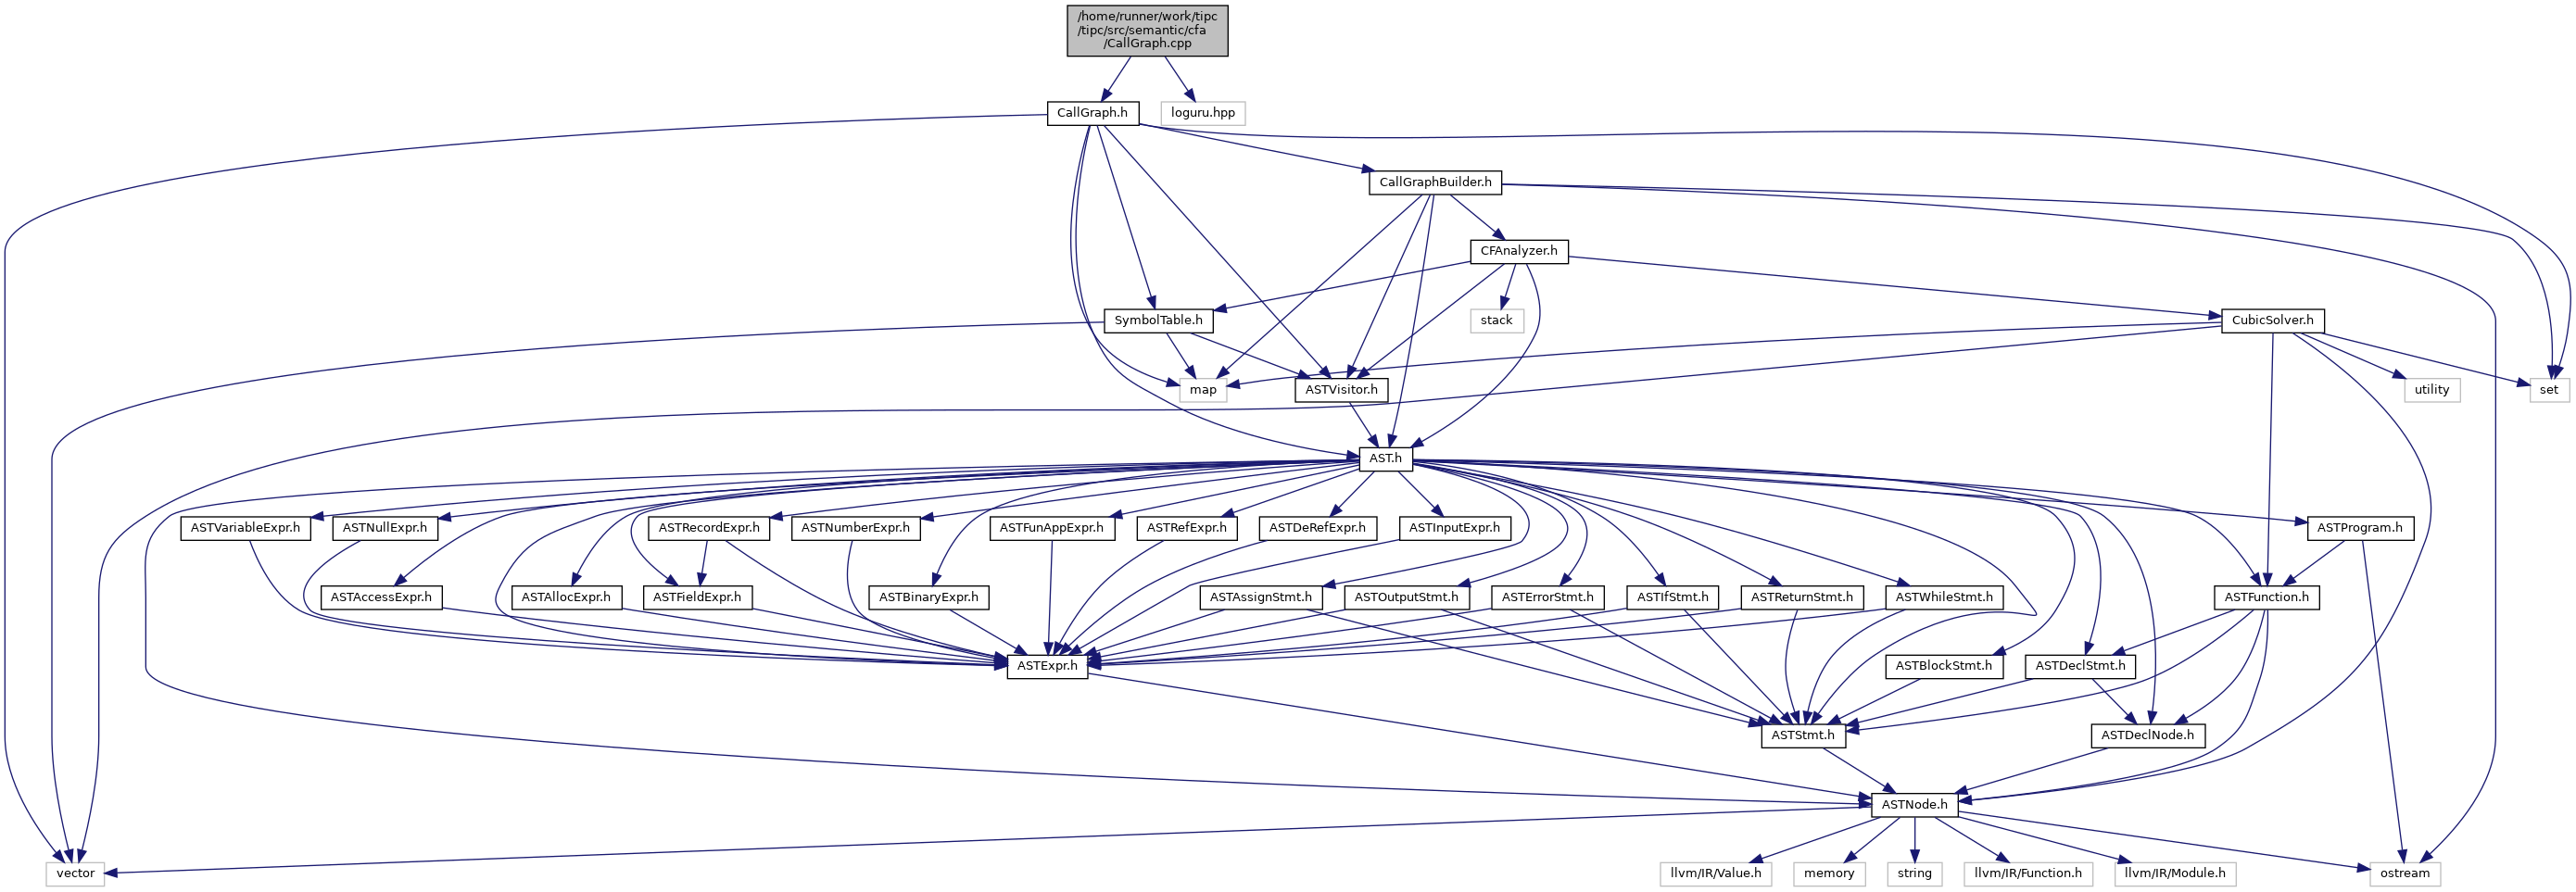 /home/runner/work/tipc
/tipc/src/semantic/cfa
/CallGraph.cpp
CallGraph.h
loguru.hpp
CallGraphBuilder.h
CFAnalyzer.h
SymbolTable.h
stack
CubicSolver.h
map
ASTVisitor.h
utility
set
AST.h
ASTVariableExpr.h
ASTNullExpr.h
ASTRecordExpr.h
ASTNumberExpr.h
ASTFunAppExpr.h
ASTRefExpr.h
ASTDeRefExpr.h
ASTInputExpr.h
ASTProgram.h
ASTAccessExpr.h
ASTAllocExpr.h
ASTFieldExpr.h
ASTBinaryExpr.h
ASTAssignStmt.h
ASTOutputStmt.h
ASTErrorStmt.h
ASTIfStmt.h
ASTReturnStmt.h
ASTWhileStmt.h
ASTFunction.h
ASTExpr.h
ASTBlockStmt.h
ASTDeclStmt.h
ASTStmt.h
ASTDeclNode.h
ASTNode.h
vector
llvm/IR/Value.h
memory
string
llvm/IR/Function.h
llvm/IR/Module.h
ostream